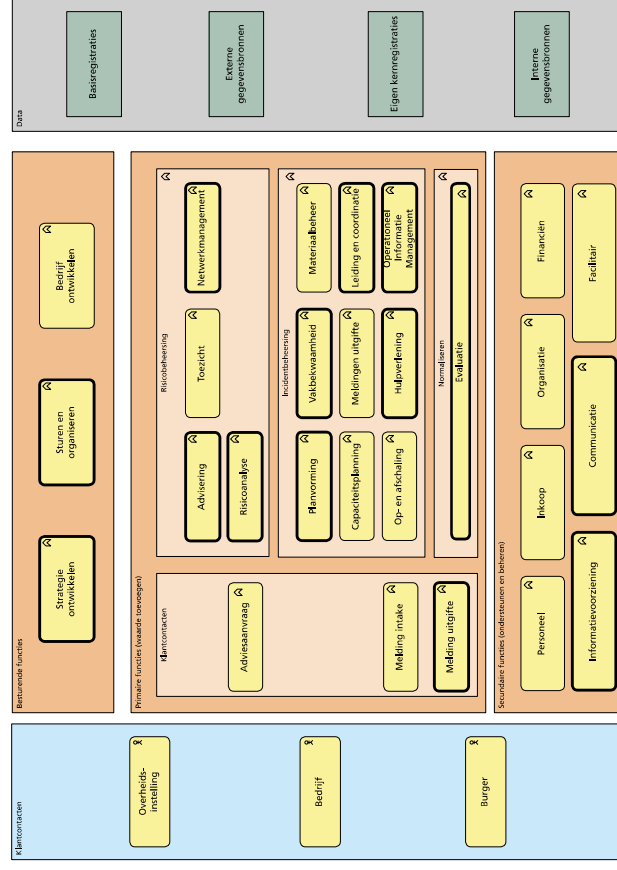 Klantcontacten
Overheids-
instelling
Bedrijf
Burger
Besturende functies
Strategie
ontwikkelen
Sturen en
organiseren
Bedrijf
ontwikkelen
Primaire functies (waarde toevoegen)
Klantcontacten
Adviesaanvraag
Melding intake
Melding uitgifte
Risicobeheersing
Advisering
Toezicht
Netwerkmanagement
Risicoanalyse
Incidentbeheersing
Planvorming
Vakbekwaamheid
Materiaalbeheer
Capaciteitsplanning
Meldingen uitgifte
Leiding en coordinatie
Op- en afschaling
Hulpverlening
Operationeel
Informatie
Management
Normaliseren
Evaluatie
Secundaire functies (ondersteunen en beheren)
Personeel
Inkoop
Organisatie
Financiën
Informatievoorziening
Communicatie
Facilitair
Data
Basisregistraties
Externe
gegevensbronnen
Eigen kernregistraties
Interne
gegevensbronnen